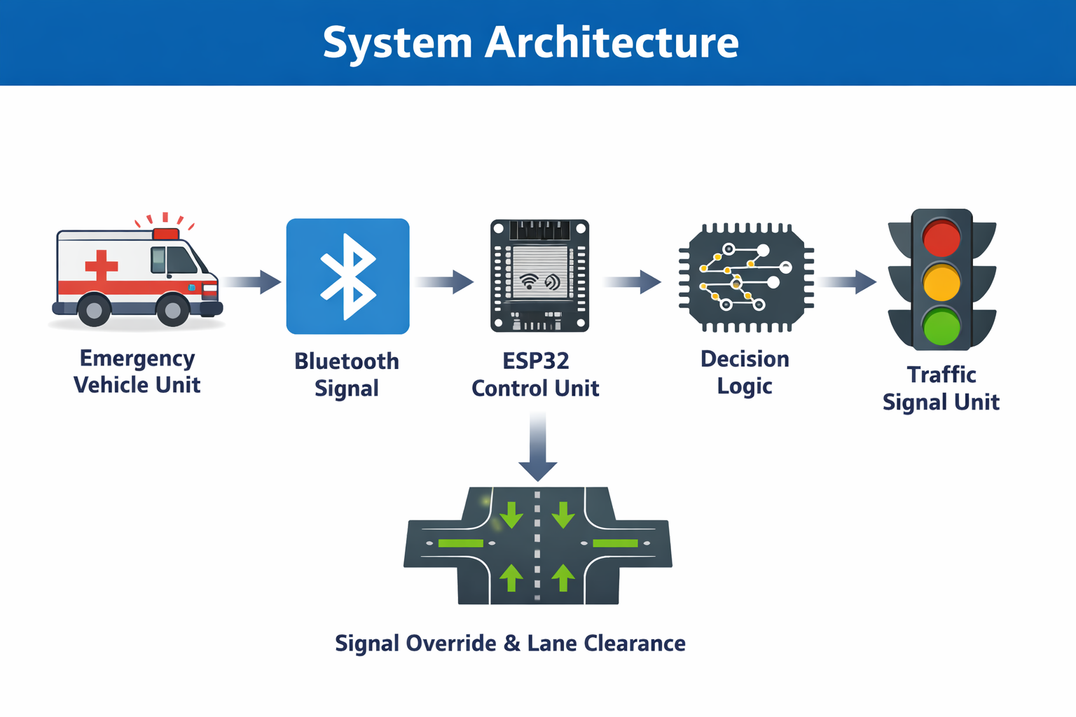 System Architecture
Emergency
Vehicle Unit
Bluetooth
Signal
ESP32
Control Unit
Decision
Logic
Traffic
Signal Unit
Signal Override & Lane Clearance